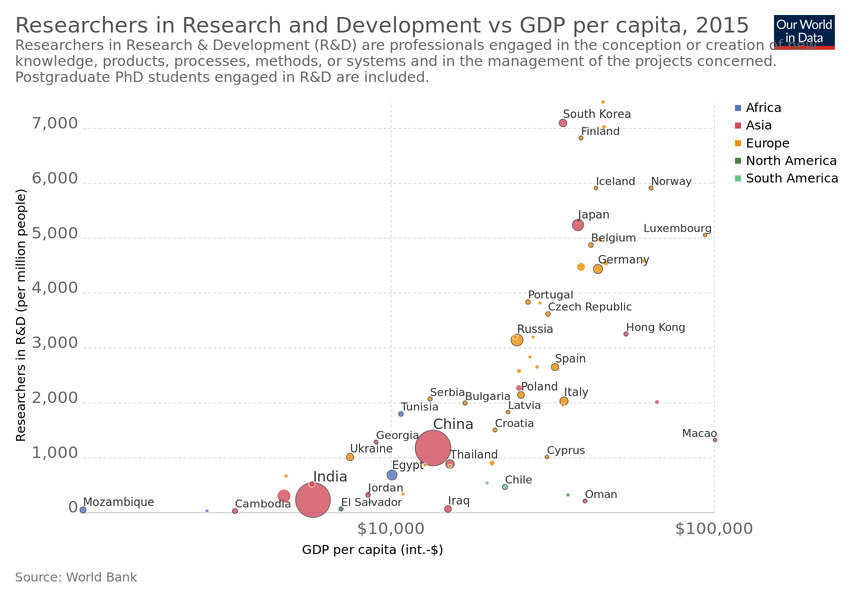 Researchers in Research and Development vs GDP per capita, 2015
Our World
in Data
Researchers in Research & Development (R&D) are professionals engaged in the conception or creation of new
knowledge, products, processes, methods, or systems and in the management of the projects concerned.
Postgraduate PhD students engaged in R&D are included.
Africa
Asia
Europe
North America
South America
Researchers in R&D (per million people)
7,000
6,000
5,000
4,000
3,000
2,000
1,000
0
South Korea
Finland
Iceland
Norway
Japan
Luxembourg
Belgium
Germany
Portugal
Czech Republic
Russia
Hong Kong
Spain
Poland
Italy
Serbia
Bulgaria
Latvia
Tunisia
Croatia
China
Georgia
Macao
Ukraine
Thailand
Cyprus
Egypt
India
Chile
Jordan
Oman
Mozambique
Cambodia
El Salvador
Iraq
$10,000
$100,000
GDP per capita (int.-$)
Source: World Bank